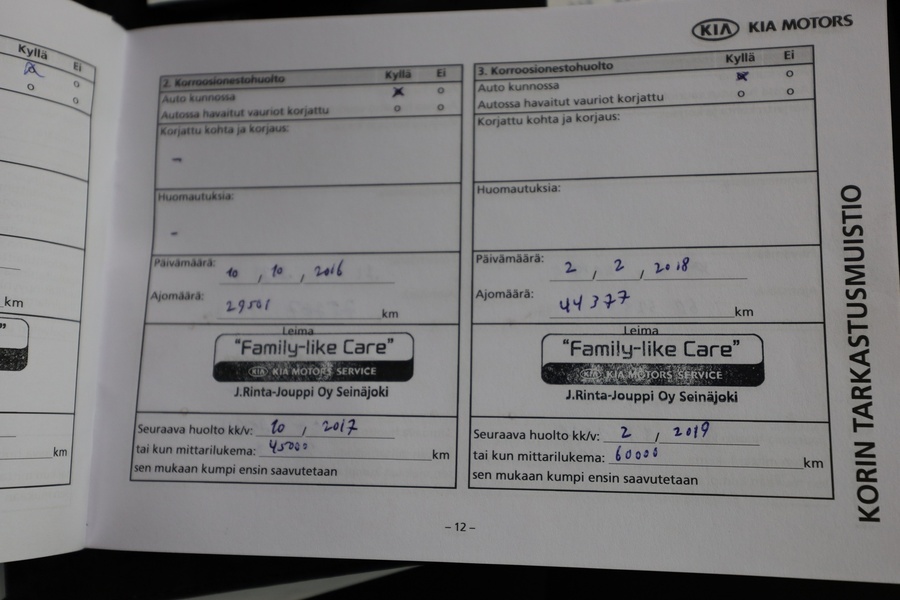 Kyllä Ei
o
o o
km
"
km
KIA KIA MOTORS
2. Korroosionestohuolto Kyllä Ei
Auto kunnossa o
Autossa havaitut vauriot korjattu o o
Korjattu kohta ja korjaus:
–
Huomautuksia:
–
Päivämäärä: 10 , 10 , 2016
Ajomäärä: 29501 km
Leima
"Family-like Care"
KIA KIA MOTORS SERVICE
J.Rinta-Jouppi Oy Seinäjoki
Seuraava huolto kk/v: 10 , 2017
tai kun mittarilukema: 45000 km
sen mukaan kumpi ensin saavutetaan
3. Korroosionestohuolto Kyllä Ei
Auto kunnossa o
Autossa havaitut vauriot korjattu o o
Korjattu kohta ja korjaus:
Huomautuksia:
Päivämäärä: 2 , 2 , 2018
Ajomäärä: 44377 km
Leima
"Family-like Care"
KIA KIA MOTORS SERVICE
J.Rinta-Jouppi Oy Seinäjoki
Seuraava huolto kk/v: 2 , 2019
tai kun mittarilukema: 60000 km
sen mukaan kumpi ensin saavutetaan
KORIN TARKASTUSMUISTIO
– 12 –